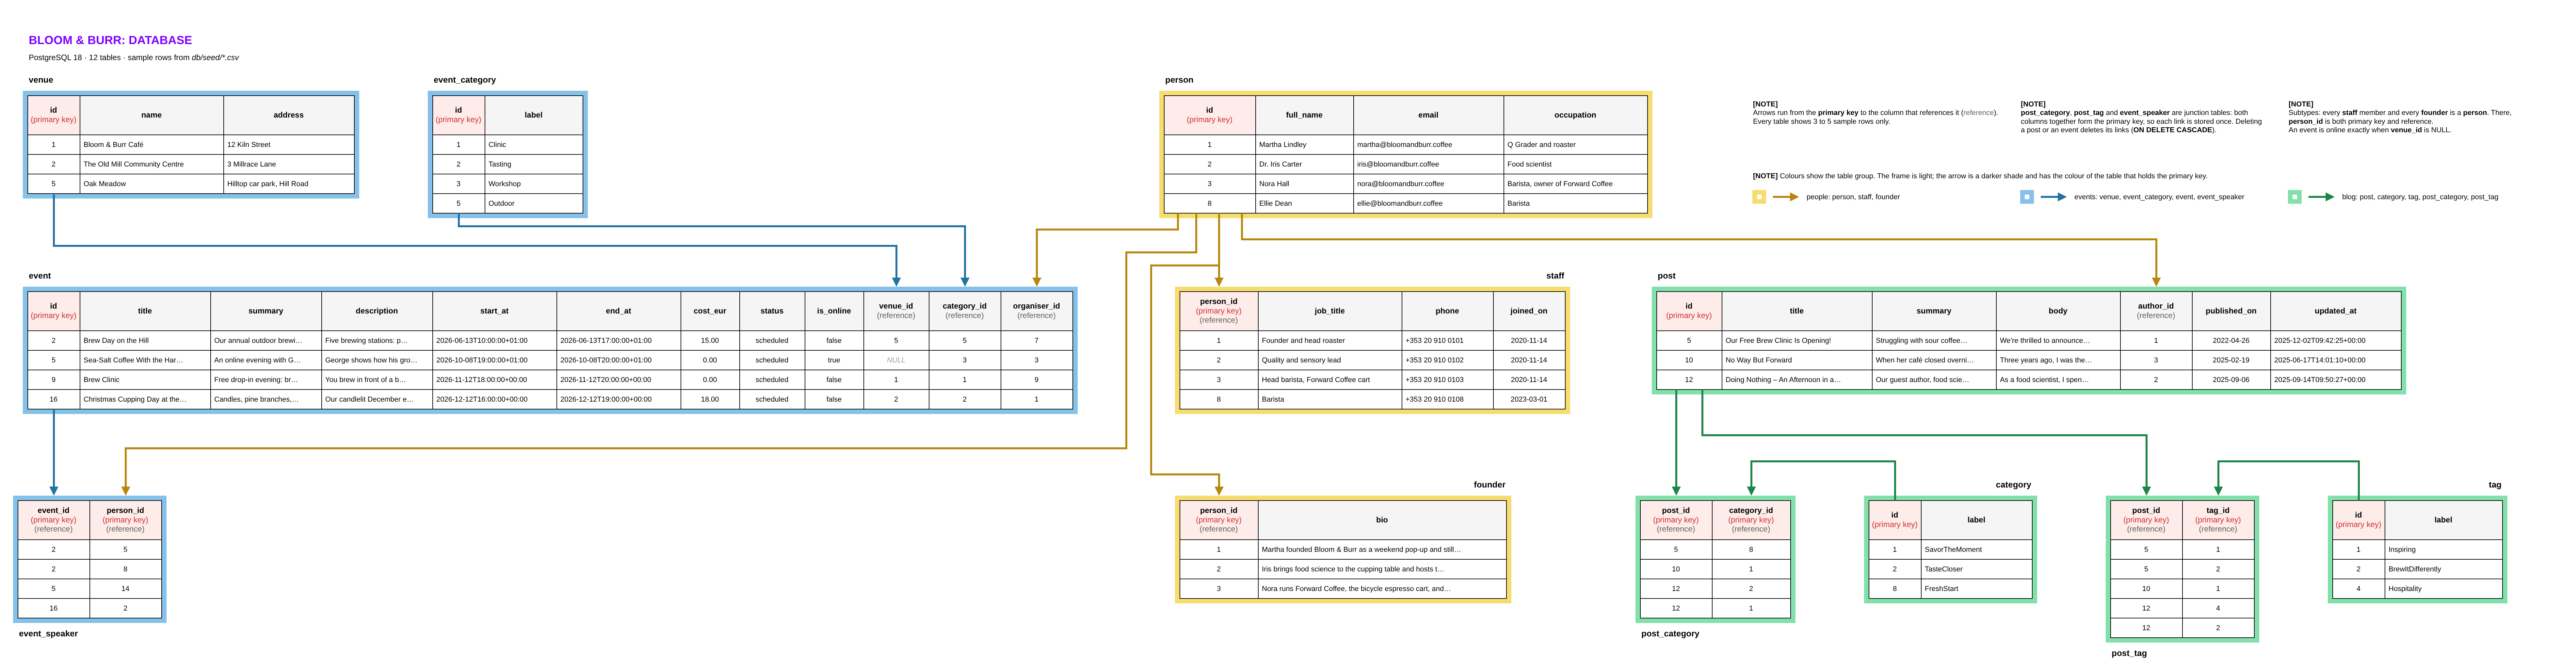 BLOOM & BURR: DATABASE
PostgreSQL 18 · 12 tables · sample rows from db/seed/*.csv
venue
id (primary key) name address
1 Bloom & Burr Café 12 Kiln Street
2 The Old Mill Community Centre 3 Millrace Lane
5 Oak Meadow Hilltop car park, Hill Road
event_category
id (primary key) label
1 Clinic
2 Tasting
3 Workshop
5 Outdoor
person
id (primary key) full_name email occupation
1 Martha Lindley martha@bloomandburr.coffee Q Grader and roaster
2 Dr. Iris Carter iris@bloomandburr.coffee Food scientist
3 Nora Hall nora@bloomandburr.coffee Barista, owner of Forward Coffee
8 Ellie Dean ellie@bloomandburr.coffee Barista
[NOTE]
Arrows run from the primary key to the column that references it (reference).
Every table shows 3 to 5 sample rows only.
[NOTE]
post_category, post_tag and event_speaker are junction tables: both
columns together form the primary key, so each link is stored once. Deleting
a post or an event deletes its links (ON DELETE CASCADE).
[NOTE]
Subtypes: every staff member and every founder is a person. There,
person_id is both primary key and reference.
An event is online exactly when venue_id is NULL.
[NOTE] Colours show the table group. The frame is light; the arrow is a darker shade and has the colour of the table that holds the primary key.
people: person, staff, founder
events: venue, event_category, event, event_speaker
blog: post, category, tag, post_category, post_tag
event
id (primary key) title summary description start_at end_at cost_eur status is_online venue_id (reference) category_id (reference) organiser_id (reference)
2 Brew Day on the Hill Our annual outdoor brewi… Five brewing stations: p… 2026-06-13T10:00:00+01:00 2026-06-13T17:00:00+01:00 15.00 scheduled false 5 5 7
5 Sea-Salt Coffee With the Har… An online evening with G… George shows how his gro… 2026-10-08T19:00:00+01:00 2026-10-08T20:00:00+01:00 0.00 scheduled true NULL 3 3
9 Brew Clinic Free drop-in evening: br… You brew in front of a b… 2026-11-12T18:00:00+00:00 2026-11-12T20:00:00+00:00 0.00 scheduled false 1 1 9
16 Christmas Cupping Day at the… Candles, pine branches,… Our candlelit December e… 2026-12-12T16:00:00+00:00 2026-12-12T19:00:00+00:00 18.00 scheduled false 2 2 1
staff
person_id (primary key) (reference) job_title phone joined_on
1 Founder and head roaster +353 20 910 0101 2020-11-14
2 Quality and sensory lead +353 20 910 0102 2020-11-14
3 Head barista, Forward Coffee cart +353 20 910 0103 2020-11-14
8 Barista +353 20 910 0108 2023-03-01
post
id (primary key) title summary body author_id (reference) published_on updated_at
5 Our Free Brew Clinic Is Opening! Struggling with sour coffee… We're thrilled to announce… 1 2022-04-26 2025-12-02T09:42:25+00:00
10 No Way But Forward When her café closed overni… Three years ago, I was the… 3 2025-02-19 2025-06-17T14:01:10+00:00
12 Doing Nothing – An Afternoon in a… Our guest author, food scie… As a food scientist, I spen… 2 2025-09-06 2025-09-14T09:50:27+00:00
event_id (primary key) (reference) person_id (primary key) (reference)
2 5
2 8
5 14
16 2
event_speaker
founder
person_id (primary key) (reference) bio
1 Martha founded Bloom & Burr as a weekend pop-up and still…
2 Iris brings food science to the cupping table and hosts t…
3 Nora runs Forward Coffee, the bicycle espresso cart, and…
post_id (primary key) (reference) category_id (primary key) (reference)
5 8
10 1
12 2
12 1
post_category
category
id (primary key) label
1 SavorTheMoment
2 TasteCloser
8 FreshStart
post_id (primary key) (reference) tag_id (primary key) (reference)
5 1
5 2
10 1
12 4
12 2
post_tag
tag
id (primary key) label
1 Inspiring
2 BrewItDifferently
4 Hospitality